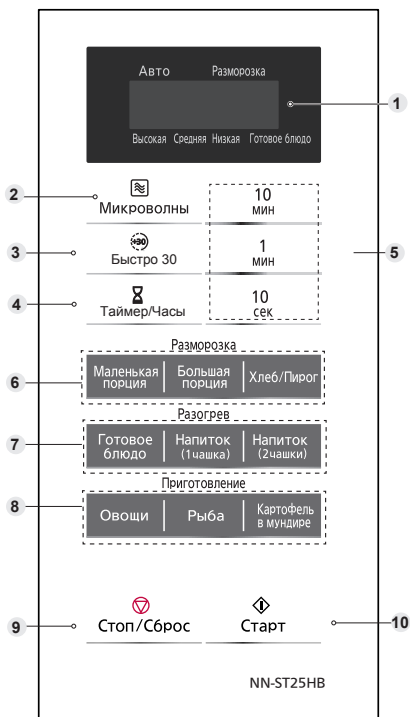 Авто Разморозка
1
Высокая Средняя Низкая Готовое блюдо
2
Микроволны
10
мин
3
+30
Быстро 30
1
мин
5
4
Таймер/Часы
10
сек
Разморозка
6
Маленькая порция
Большая порция
Хлеб/Пирог
Разогрев
7
Готовое блюдо
Напиток (1чашка)
Напиток (2чашки)
Приготовление
8
Овощи
Рыба
Картофель в мундире
9
Стоп/Сброс
Старт
10
NN-ST25HB